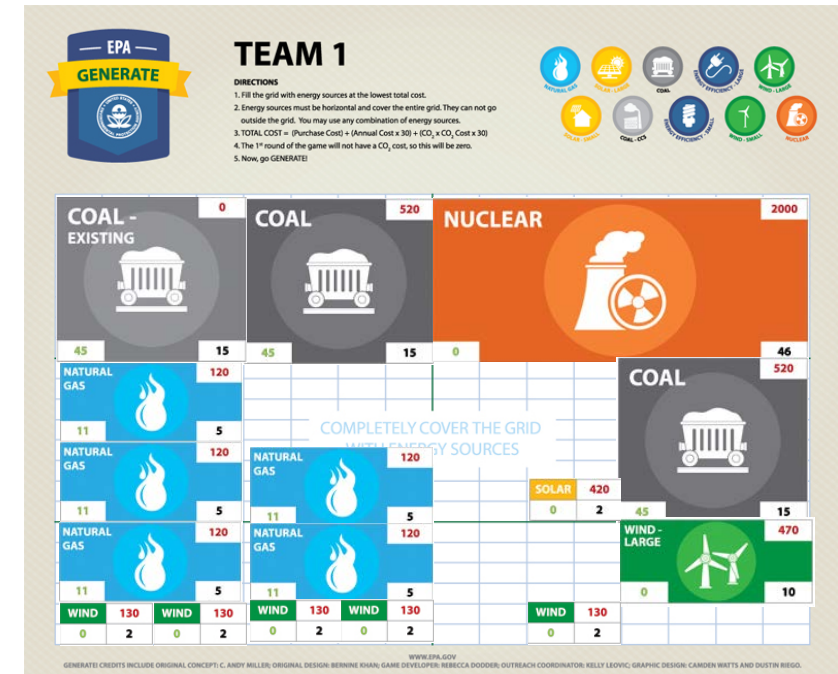 EPA
GENERATE
TEAM 1
DIRECTIONS
1. Fill the grid with energy sources at the lowest total cost.
2. Energy sources must be horizontal and cover the entire grid. They can not go
outside the grid. You may use any combination of energy sources.
3. TOTAL COST = (Purchase Cost) + (Annual Cost x 30) + (CO₂ x CO₂ Cost x 30)
4. The 1ˢᵗ round of the game will not have a CO₂ cost, so this will be zero.
5. Now, go GENERATE!
NATURAL GAS
SOLAR - LARGE
COAL
ENERGY EFFICIENCY - LARGE
WIND - LARGE
SOLAR - SMALL
COAL - CCS
ENERGY EFFICIENCY - SMALL
WIND - SMALL
NUCLEAR
COAL -
EXISTING
0
45
15
COAL
520
45
15
NUCLEAR
2000
0
46
NATURAL
GAS
120
11
5
COAL
520
45
15
COMPLETELY COVER THE GRID
WITH ENERGY SOURCES
NATURAL
GAS
120
11
5
NATURAL
GAS
120
11
5
SOLAR 420
0 2
NATURAL
GAS
120
11
5
NATURAL
GAS
120
11
5
WIND -
LARGE
470
0
10
WIND 130 WIND 130
0 2 0 2
WIND 130 WIND 130
0 2 0 2
WIND 130
0 2
WWW.EPA.GOV
GENERATE! CREDITS INCLUDE ORIGINAL CONCEPT: C. ANDY MILLER; ORIGINAL DESIGN: BERNINE KHAN; GAME DEVELOPER: REBECCA DODDER; OUTREACH COORDINATOR: KELLY LEOVIC; GRAPHIC DESIGN: CAMDEN WATTS AND DUSTIN RIEGO.